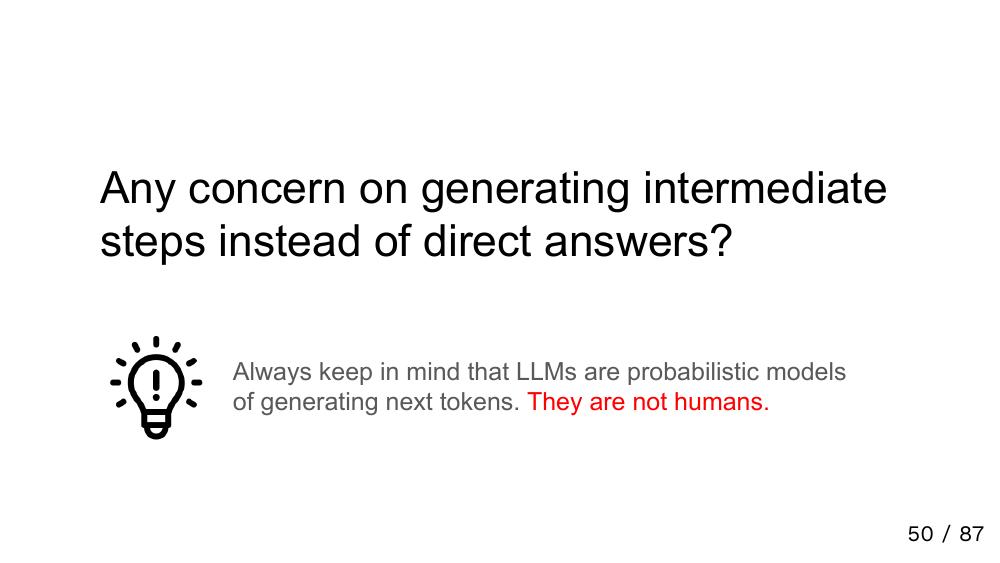 Any concern on generating intermediate
steps instead of direct answers?
Always keep in mind that LLMs are probabilistic models
of generating next tokens. They are not humans.
50 / 87